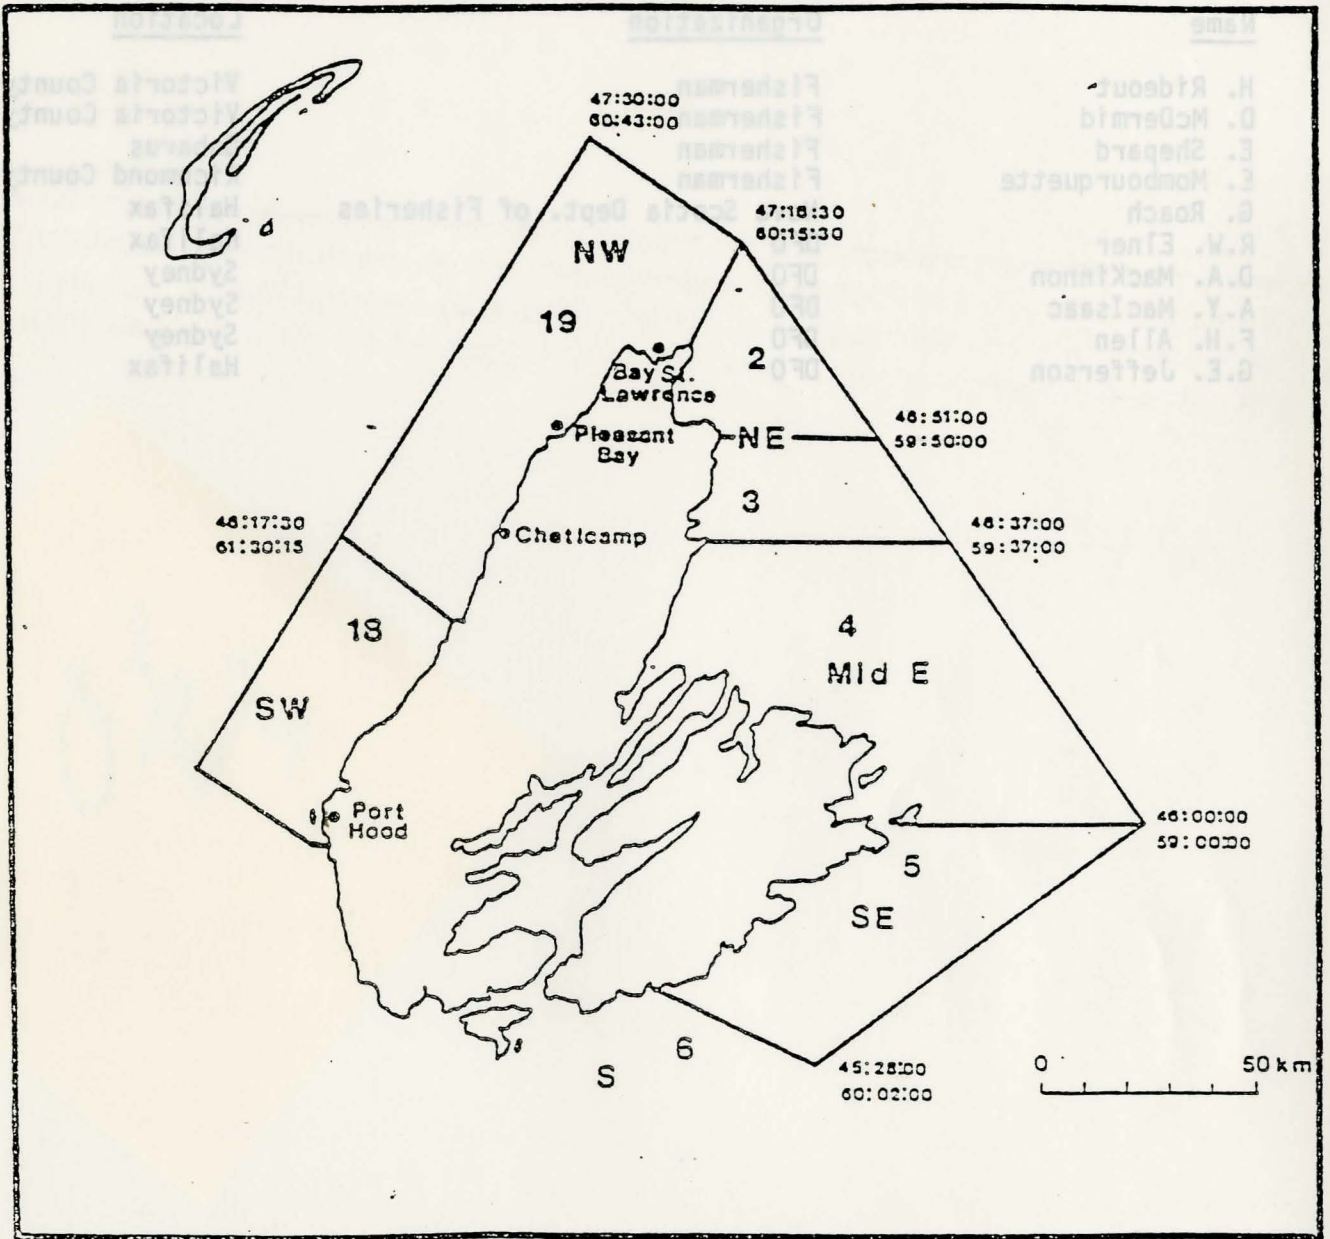 Name Organization Location
H. Rideout Fisherman Victoria County
D. McDermid Fisherman Victoria County
E. Shepard Fisherman
E. Mombourquette Fisherman Richmond County
G. Roach Scotia Dept. of Fisheries Halifax
R.W. Elner DFO Halifax
D.A. MacKinnon DFO Sydney
A.Y. MacIsaac DFO Sydney
F.H. Allen DFO Sydney
G.E. Jefferson DFO Halifax
47:30:00
60:43:00
47:18:30
60:15:30
NW
19
2
Bay St.
Lawrence
46:51:00
59:50:00
NE
Pleasant
Bay
3
46:17:30
61:30:15
Cheticamp
46:37:00
59:37:00
18
4
Mid E
SW
Port
Hood
46:00:00
59:00:00
5
SE
6
S
45:28:00
60:02:00
0 50 km